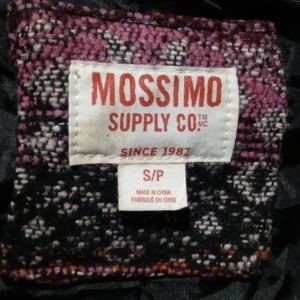 MOSSIMO
SUPPLY CO.™ MC
SINCE 1987
S/P
MADE IN CHINA
FABRIQUÉ EN CHINE